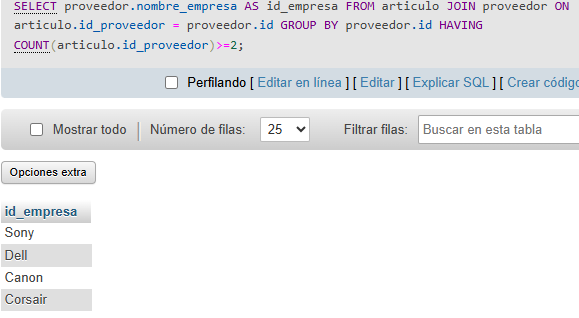 SELECT proveedor.nombre_empresa AS id_empresa FROM articulo JOIN proveedor ON
articulo.id_proveedor = proveedor.id GROUP BY proveedor.id HAVING
COUNT(articulo.id_proveedor)>=2;
Perfilando [ Editar en línea ] [ Editar ] [ Explicar SQL ] [ Crear código
Mostrar todo | Número de filas: 25 Filtrar filas: Buscar en esta tabla
Opciones extra
id_empresa
Sony
Dell
Canon
Corsair